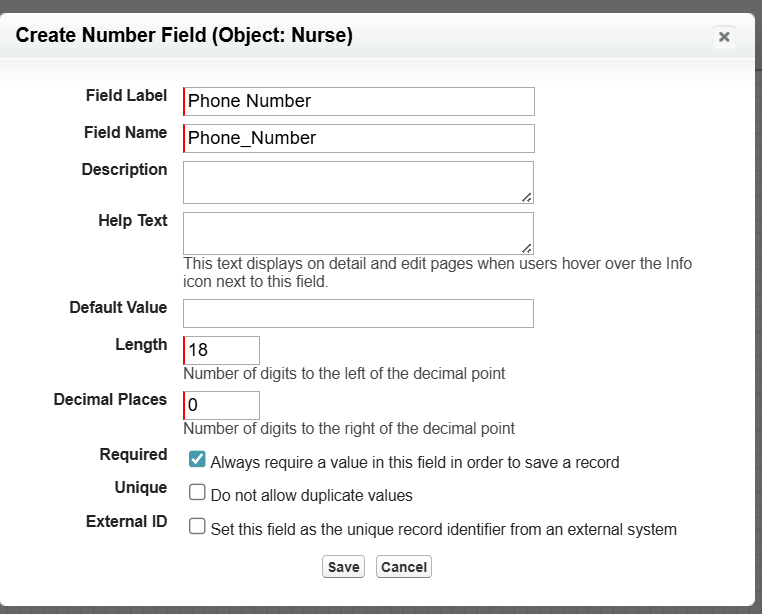 Create Number Field (Object: Nurse)
Field Label Phone Number
Field Name Phone_Number
Description
Help Text
This text displays on detail and edit pages when users hover over the Info
icon next to this field.
Default Value
Length 18
Number of digits to the left of the decimal point
Decimal Places 0
Number of digits to the right of the decimal point
Required Always require a value in this field in order to save a record
Unique Do not allow duplicate values
External ID Set this field as the unique record identifier from an external system
Save Cancel